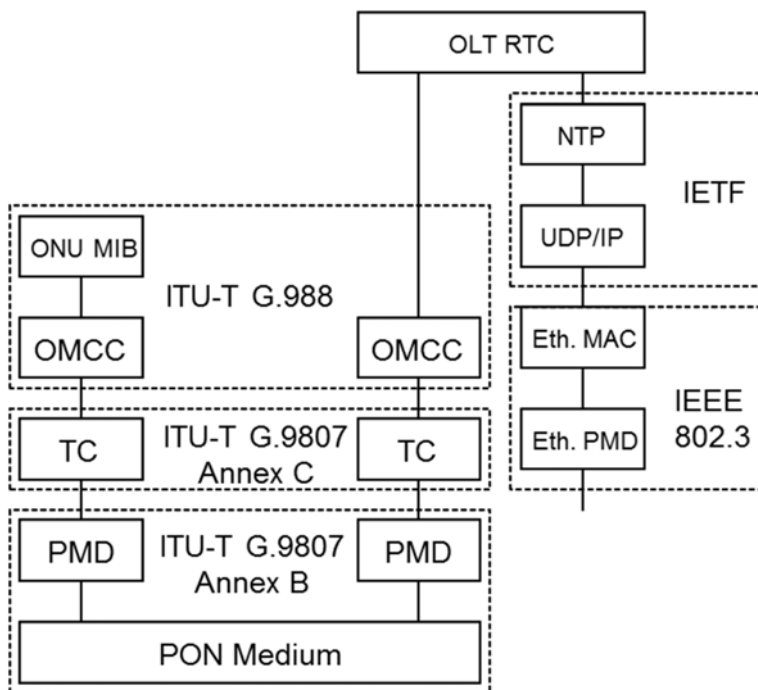 OLT RTC
NTP
IETF
UDP/IP
ONU MIB
ITU-T G.988
OMCC
OMCC
Eth. MAC
IEEE
802.3
Eth. PMD
TC
ITU-T G.9807
Annex C
TC
PMD
ITU-T G.9807
Annex B
PMD
PON Medium